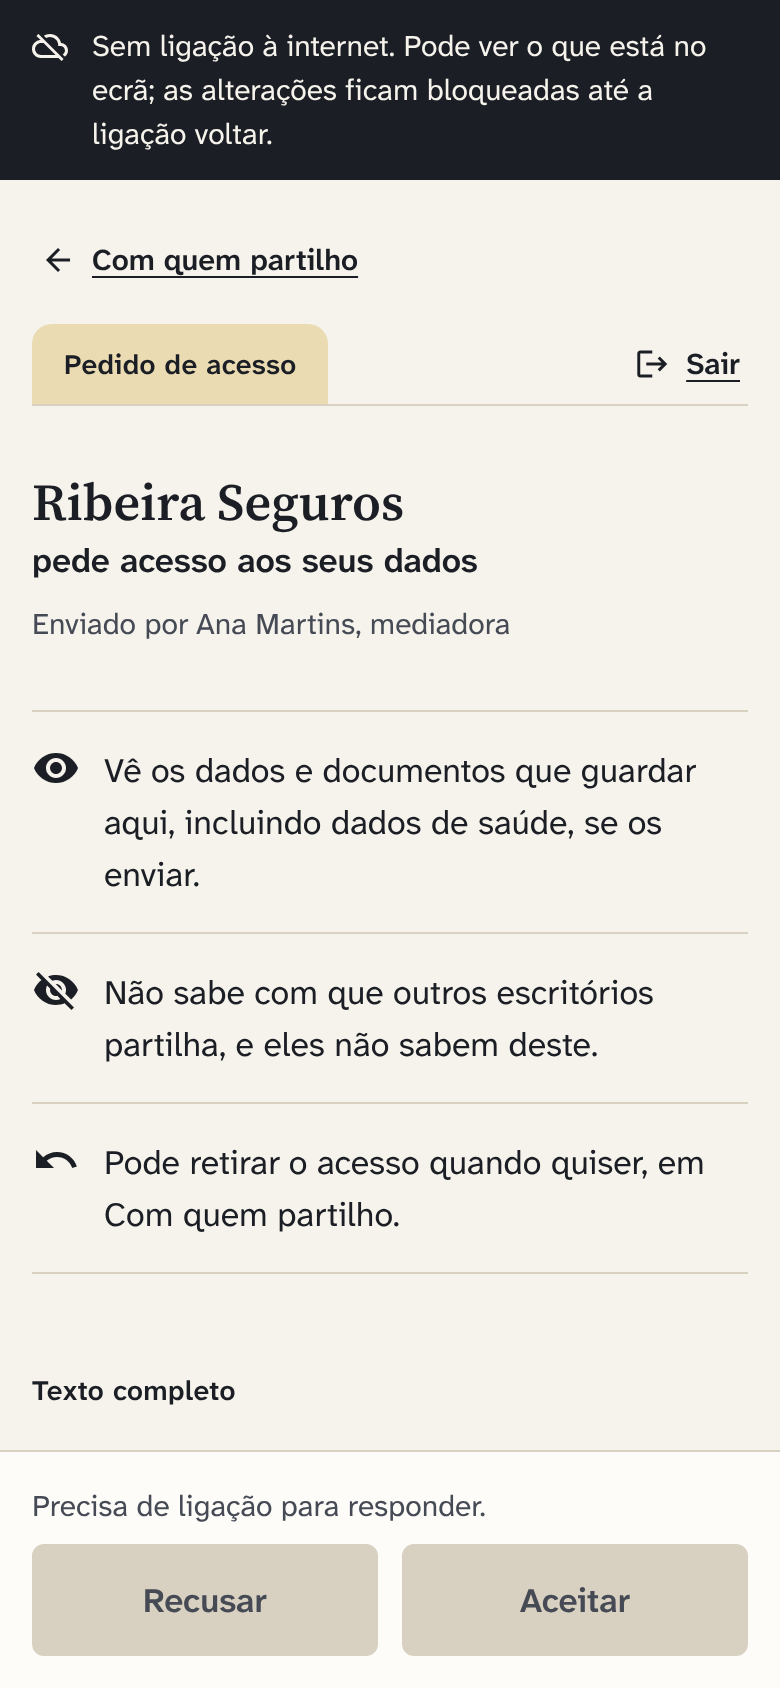 Sem ligação à internet. Pode ver o que está no
ecrã; as alterações ficam bloqueadas até a
ligação voltar.
Com quem partilho
Pedido de acesso
Sair
Ribeira Seguros
pede acesso aos seus dados
Enviado por Ana Martins, mediadora
Vê os dados e documentos que guardar
aqui, incluindo dados de saúde, se os
enviar.
Não sabe com que outros escritórios
partilha, e eles não sabem deste.
Pode retirar o acesso quando quiser, em
Com quem partilho.
Texto completo
Precisa de ligação para responder.
Recusar
Aceitar